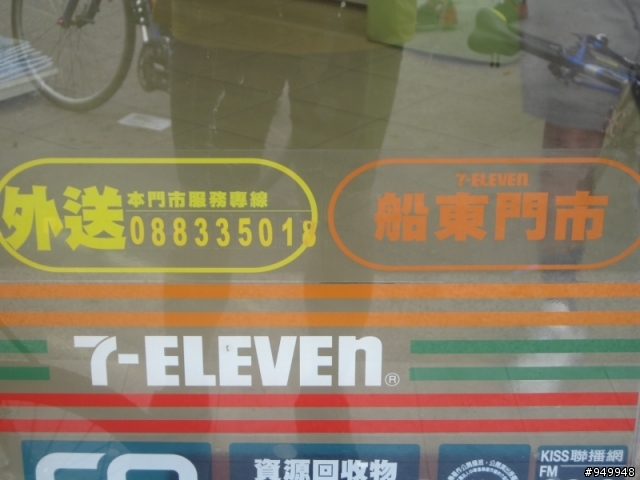 外送
本門市服務專線
088335018
7-ELEVEN
船東門市
7-ELEVEN®
資源回收物
KISS聯播網
FM
#949948